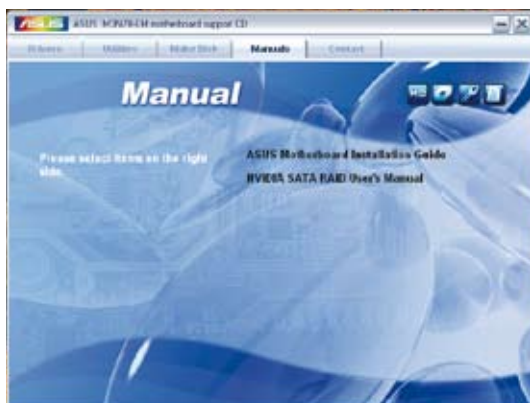 ASUS ASUS M3N78-EM motherboard support CD
Drivers Utilities Make Disk Manuals Contact
Manual
Please select items on the right
side.
ASUS Motherboard Installation Guide
NVIDIA SATA RAID User's Manual